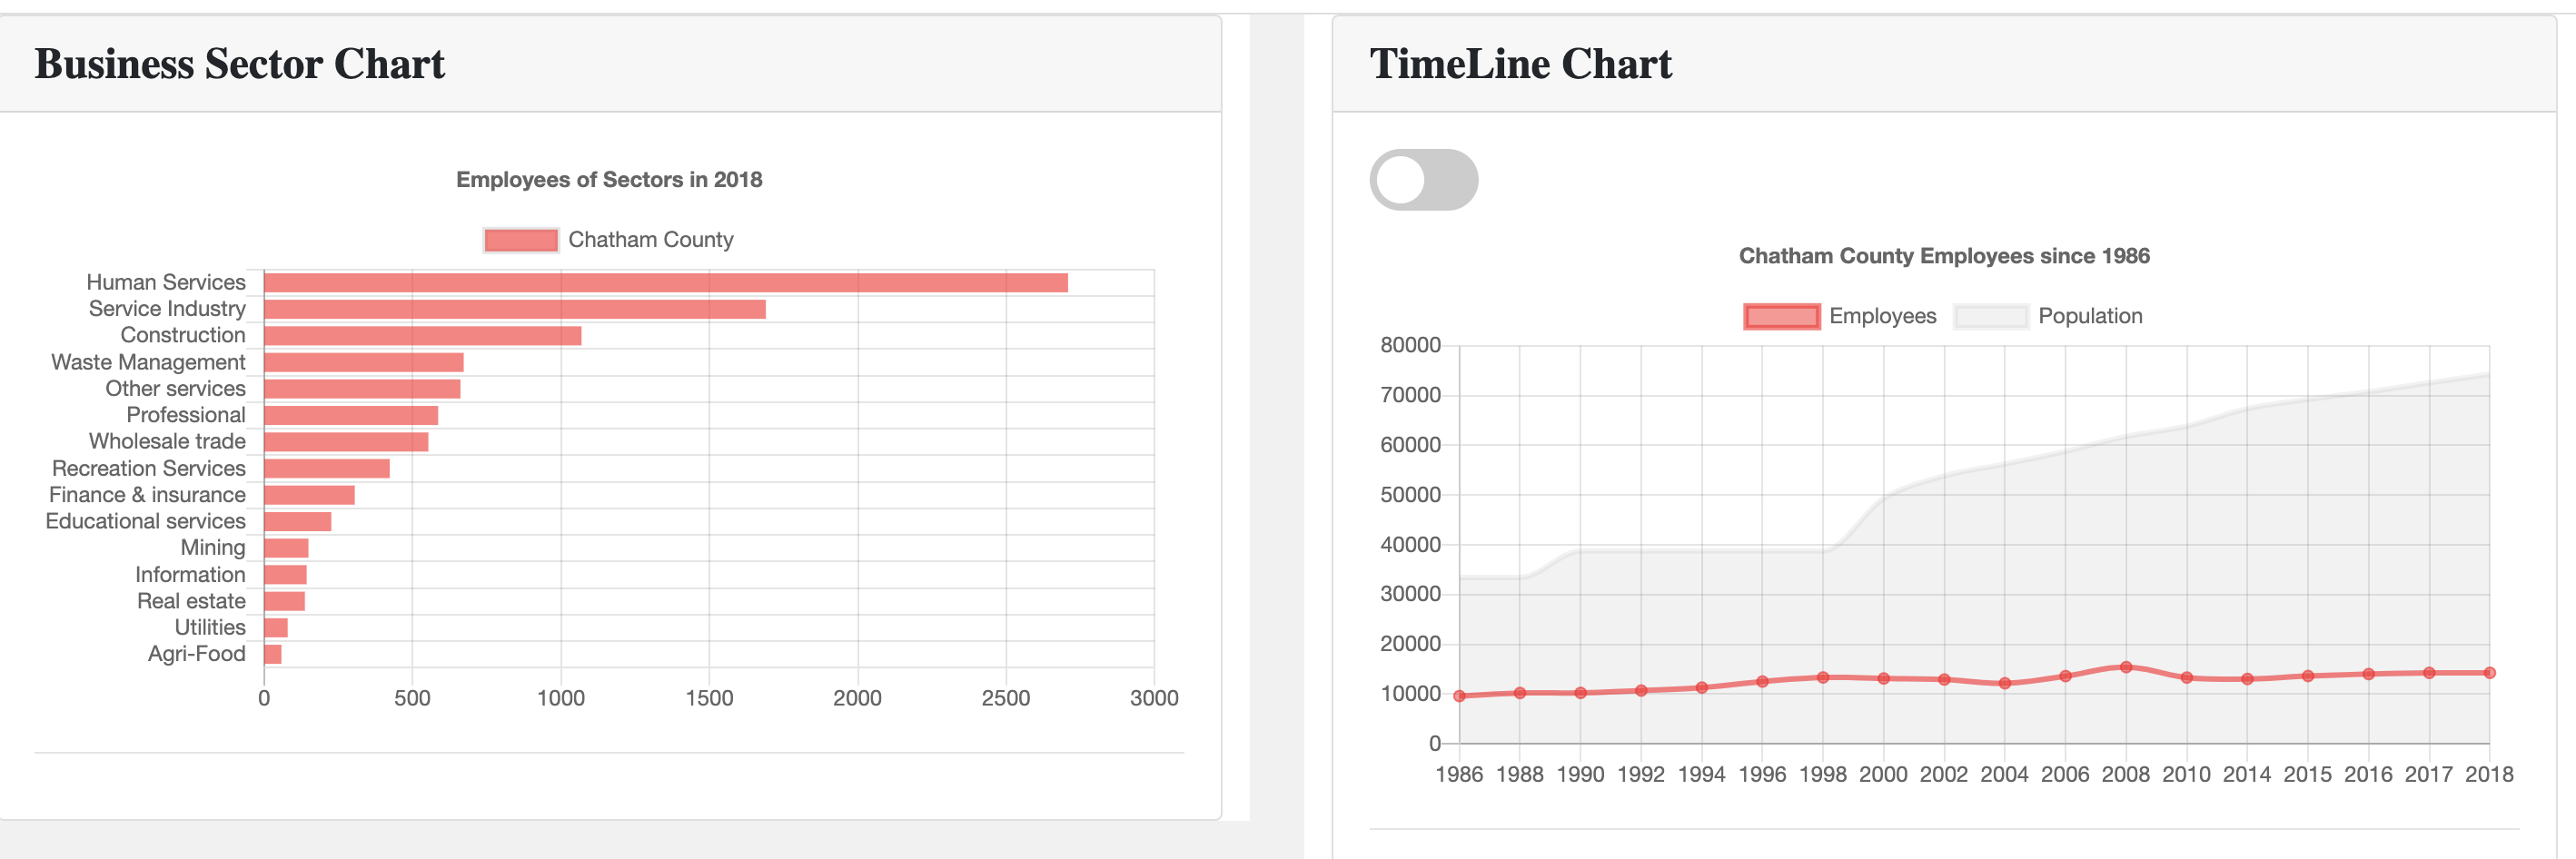 Business Sector Chart
Employees of Sectors in 2018
Chatham County
Human Services
Service Industry
Construction
Waste Management
Other services
Professional
Wholesale trade
Recreation Services
Finance & insurance
Educational services
Mining
Information
Real estate
Utilities
Agri-Food
0 500 1000 1500 2000 2500 3000
TimeLine Chart
Chatham County Employees since 1986
Employees Population
80000
70000
60000
50000
40000
30000
20000
10000
0
1986 1988 1990 1992 1994 1996 1998 2000 2002 2004 2006 2008 2010 2014 2015 2016 2017 2018